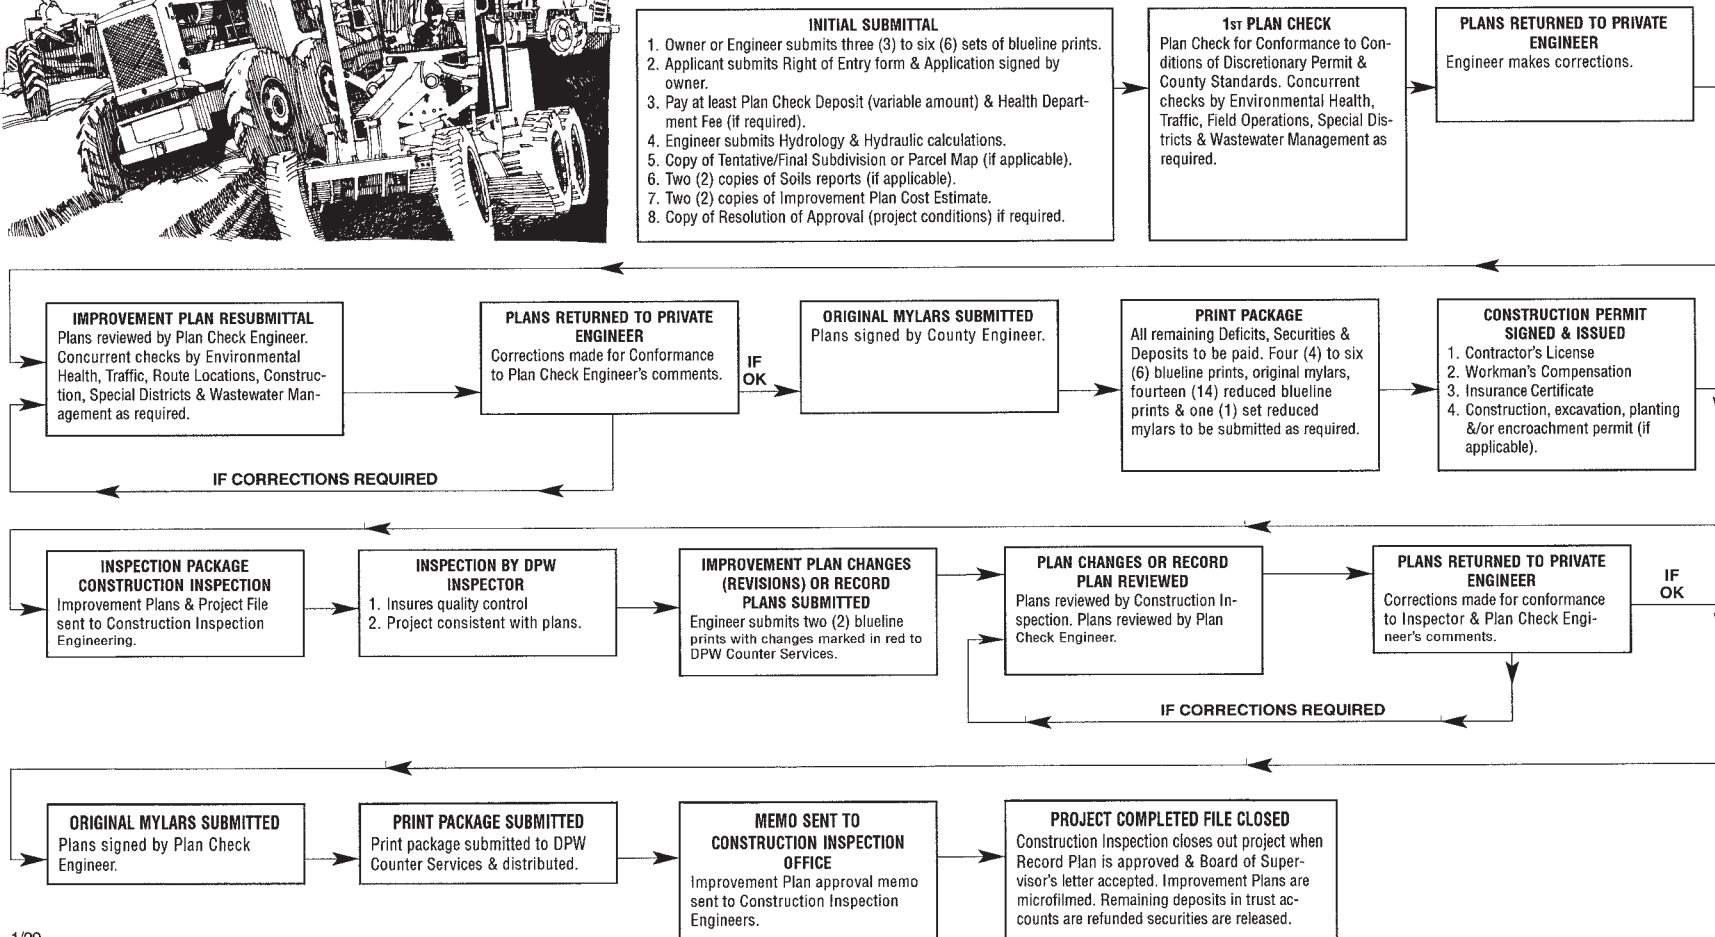 INITIAL SUBMITTAL
1. Owner or Engineer submits three (3) to six (6) sets of blueline prints.
2. Applicant submits Right of Entry form & Application signed by
owner.
3. Pay at least Plan Check Deposit (variable amount) & Health Depart-
ment Fee (if required).
4. Engineer submits Hydrology & Hydraulic calculations.
5. Copy of Tentative/Final Subdivision or Parcel Map (if applicable).
6. Two (2) copies of Soils reports (if applicable).
7. Two (2) copies of Improvement Plan Cost Estimate.
8. Copy of Resolution of Approval (project conditions) if required.
1ST PLAN CHECK
Plan Check for Conformance to Con-
ditions of Discretionary Permit &
County Standards. Concurrent
checks by Environmental Health,
Traffic, Field Operations, Special Dis-
tricts & Wastewater Management as
required.
PLANS RETURNED TO PRIVATE
ENGINEER
Engineer makes corrections.
IMPROVEMENT PLAN RESUBMITTAL
Plans reviewed by Plan Check Engineer.
Concurrent checks by Environmental
Health, Traffic, Route Locations, Construc-
tion, Special Districts & Wastewater Man-
agement as required.
PLANS RETURNED TO PRIVATE
ENGINEER
Corrections made for Conformance
to Plan Check Engineer's comments.
IF
OK
IF CORRECTIONS REQUIRED
ORIGINAL MYLARS SUBMITTED
Plans signed by County Engineer.
PRINT PACKAGE
All remaining Deficits, Securities &
Deposits to be paid. Four (4) to six
(6) blueline prints, original mylars,
fourteen (14) reduced blueline
prints & one (1) set reduced
mylars to be submitted as required.
CONSTRUCTION PERMIT
SIGNED & ISSUED
1. Contractor's License
2. Workman's Compensation
3. Insurance Certificate
4. Construction, excavation, planting
&/or encroachment permit (if
applicable).
INSPECTION PACKAGE
CONSTRUCTION INSPECTION
Improvement Plans & Project File
sent to Construction Inspection
Engineering.
INSPECTION BY DPW
INSPECTOR
1. Insures quality control
2. Project consistent with plans.
IMPROVEMENT PLAN CHANGES
(REVISIONS) OR RECORD
PLANS SUBMITTED
Engineer submits two (2) blueline
prints with changes marked in red to
DPW Counter Services.
PLAN CHANGES OR RECORD
PLAN REVIEWED
Plans reviewed by Construction In-
spection. Plans reviewed by Plan
Check Engineer.
PLANS RETURNED TO PRIVATE
ENGINEER
Corrections made for conformance
to Inspector & Plan Check Engi-
neer's comments.
IF
OK
IF CORRECTIONS REQUIRED
ORIGINAL MYLARS SUBMITTED
Plans signed by Plan Check
Engineer.
PRINT PACKAGE SUBMITTED
Print package submitted to DPW
Counter Services & distributed.
MEMO SENT TO
CONSTRUCTION INSPECTION
OFFICE
Improvement Plan approval memo
sent to Construction Inspection
Engineers.
PROJECT COMPLETED FILE CLOSED
Construction Inspection closes out project when
Record Plan is approved & Board of Super-
visor's letter accepted. Improvement Plans are
microfilmed. Remaining deposits in trust ac-
counts are refunded securities are released.